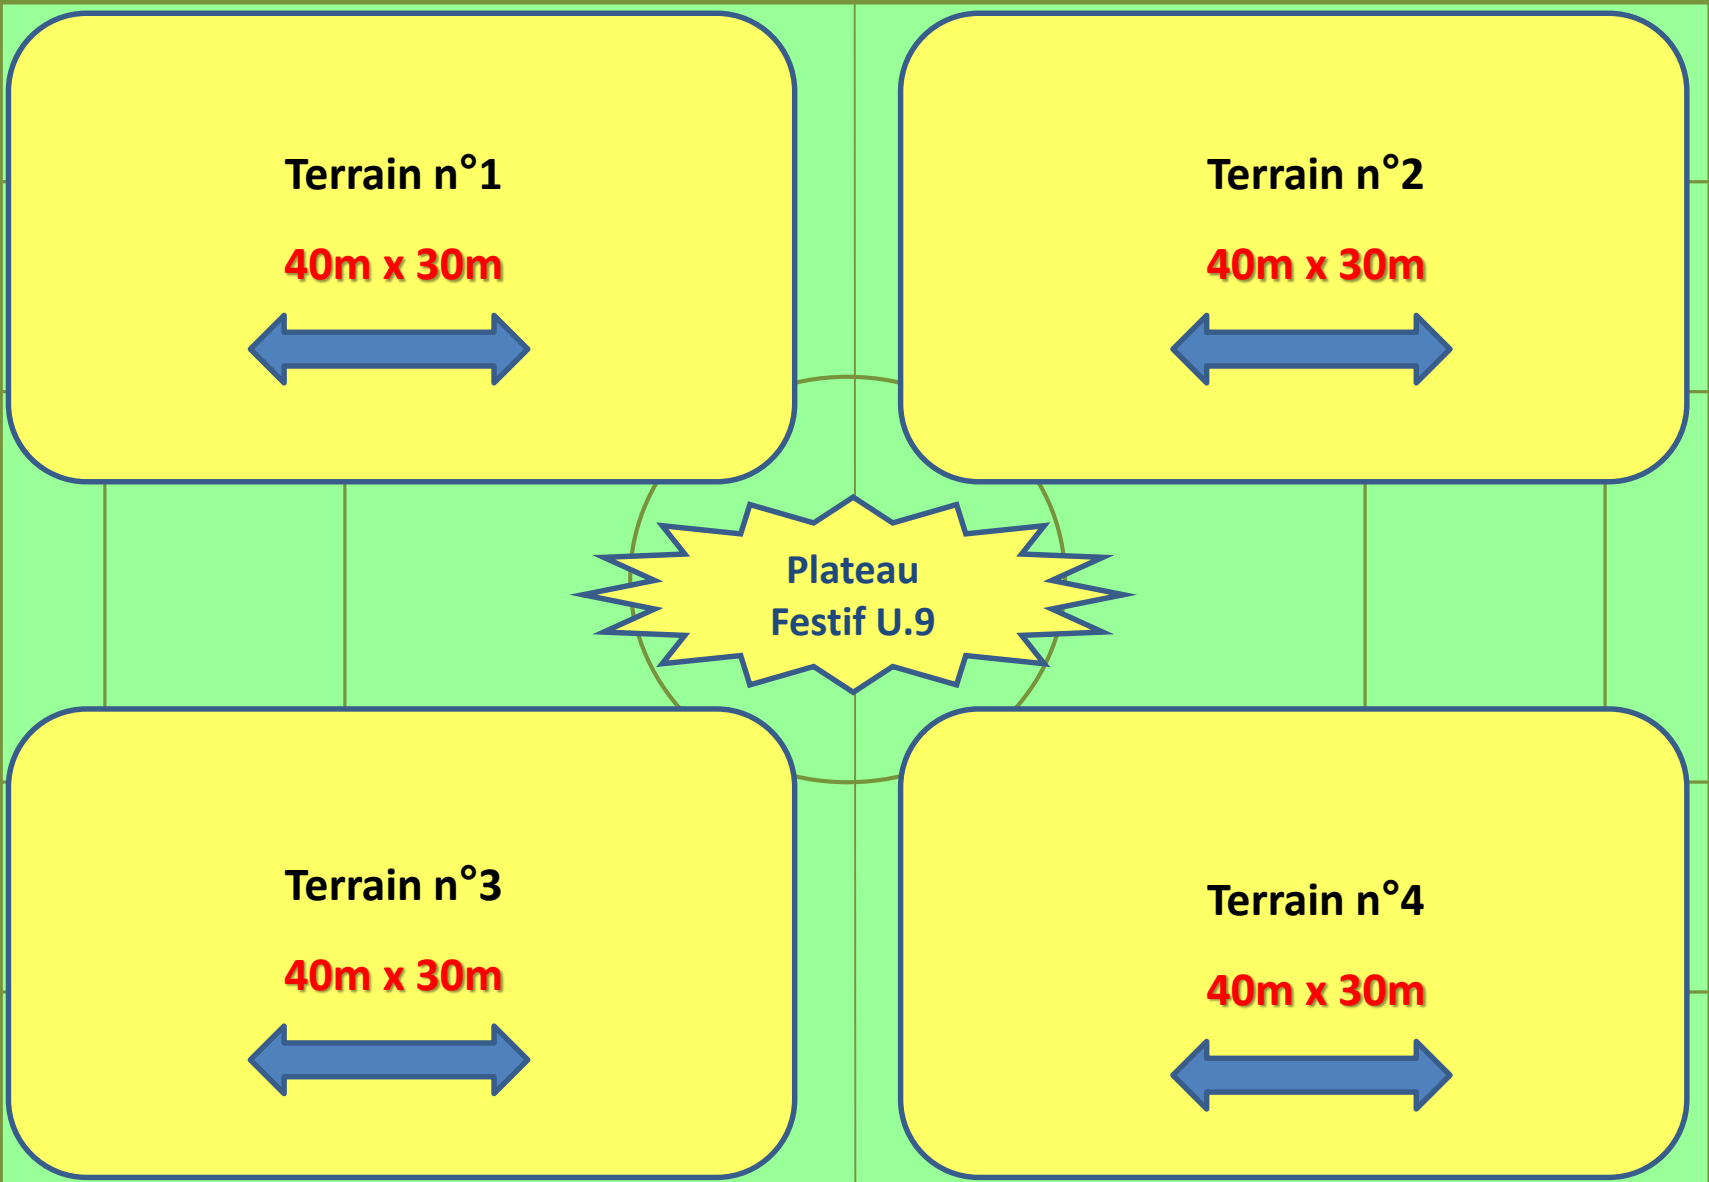 Terrain n°1
40m x 30m
Terrain n°2
40m x 30m
Plateau
Festif U.9
Terrain n°3
40m x 30m
Terrain n°4
40m x 30m